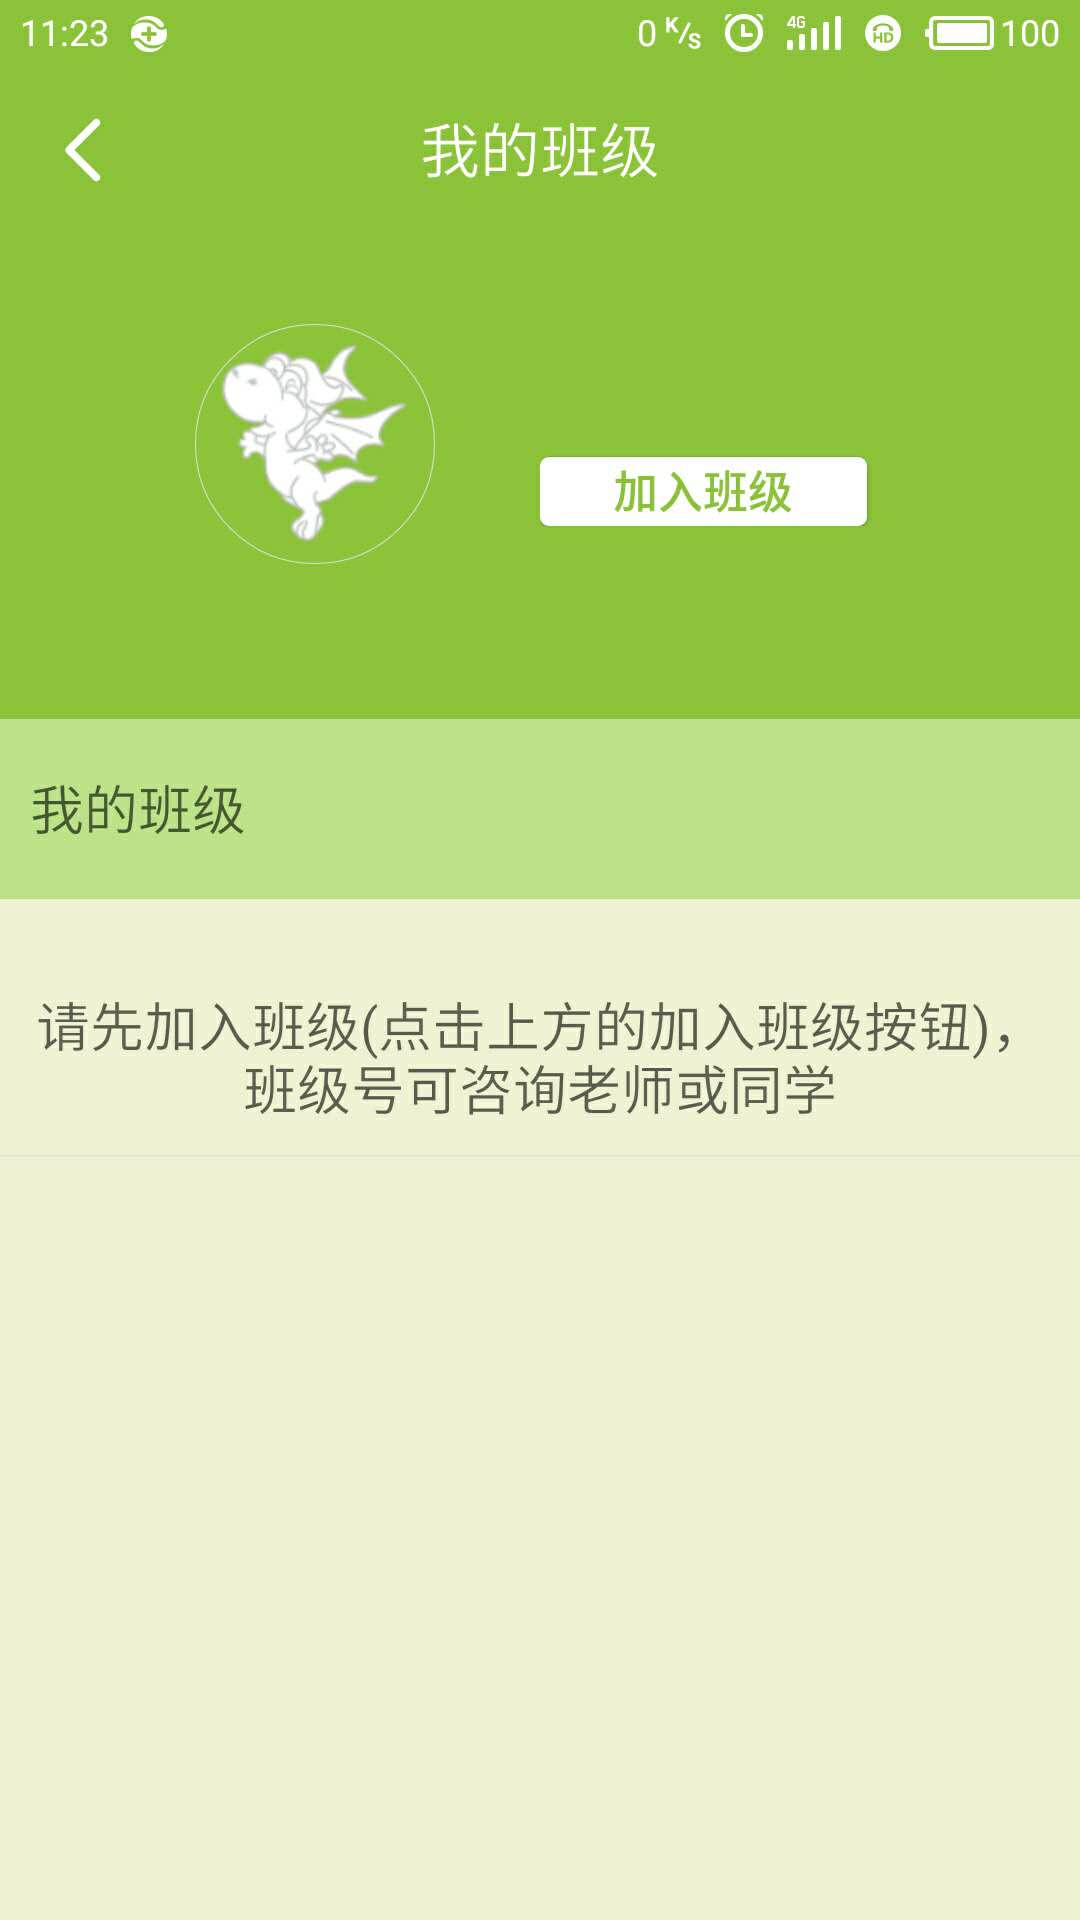 11:23 0 K/s 4G HD 100
我的班级
加入班级
我的班级
请先加入班级(点击上方的加入班级按钮)，
班级号可咨询老师或同学